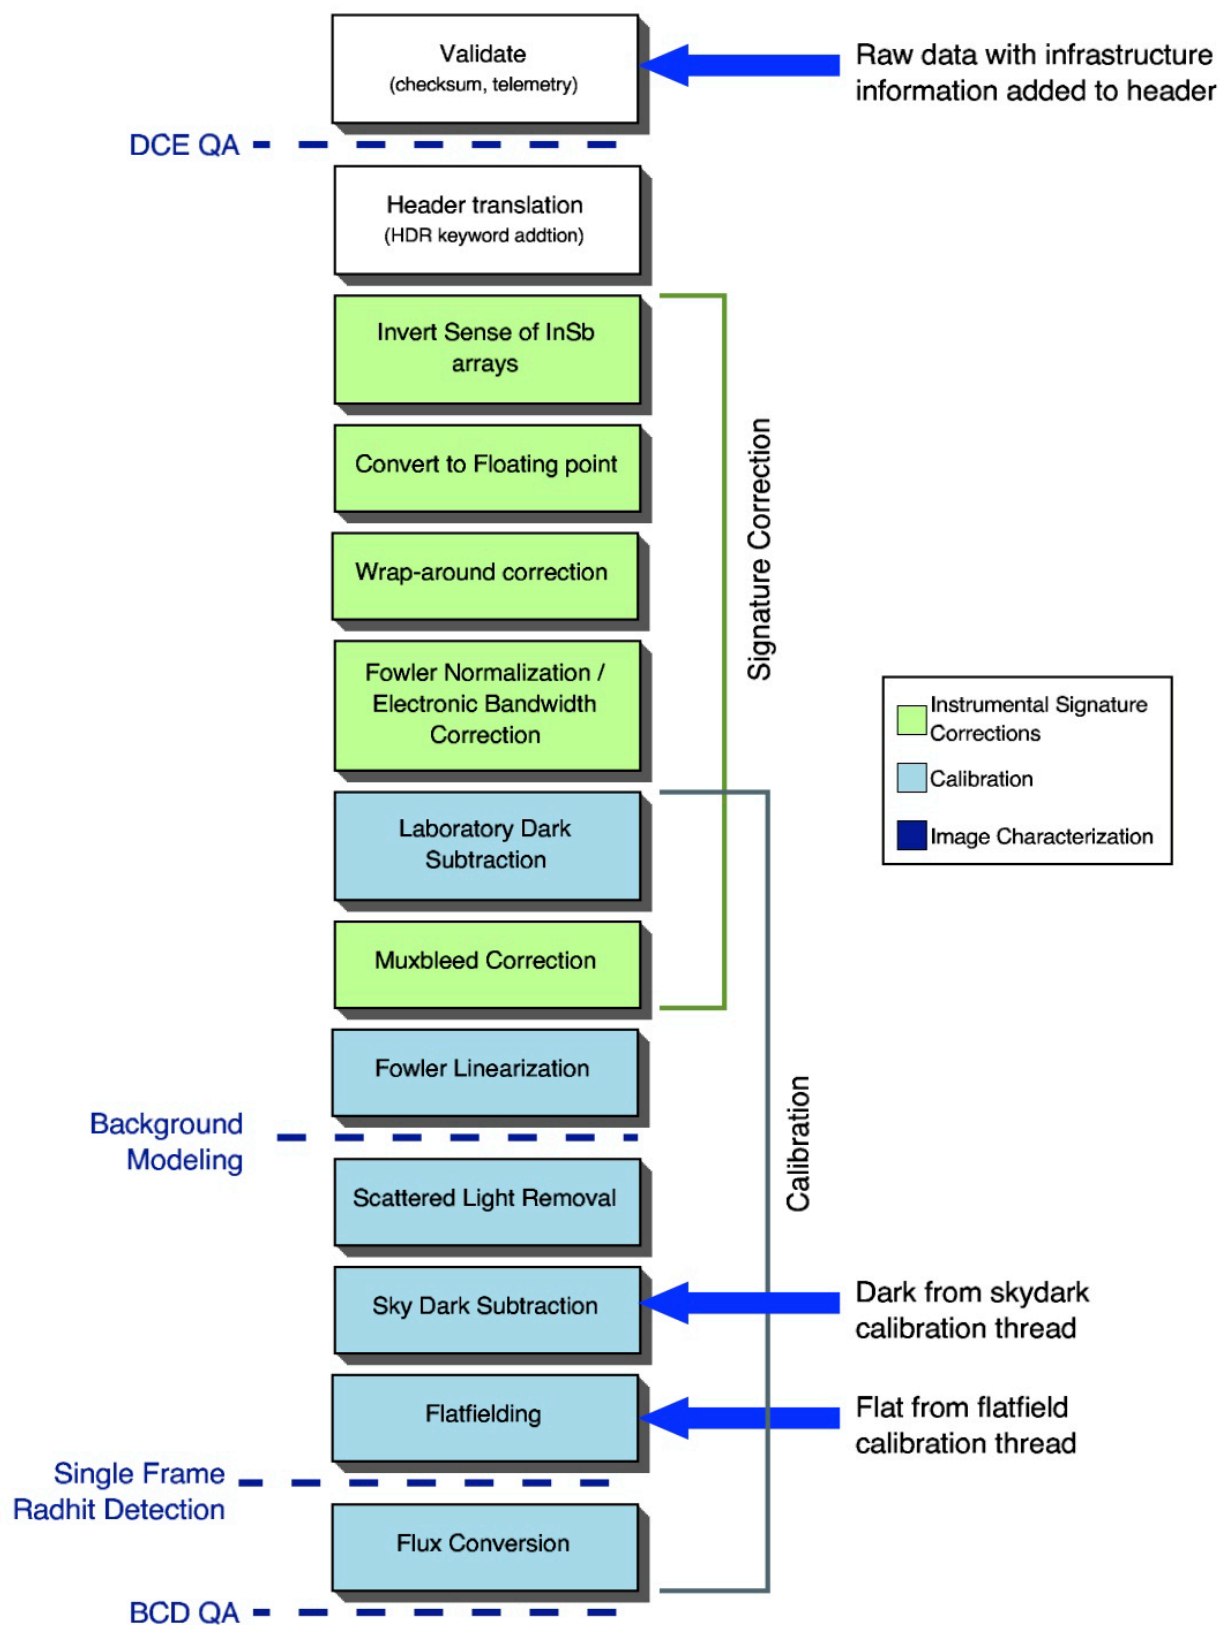 Validate
(checksum, telemetry)
Raw data with infrastructure
information added to header
DCE QA
Header translation
(HDR keyword addtion)
Invert Sense of InSb
arrays
Convert to Floating point
Wrap-around correction
Fowler Normalization /
Electronic Bandwidth
Correction
Signature Correction
Laboratory Dark
Subtraction
Muxbleed Correction
Fowler Linearization
Background
Modeling
Scattered Light Removal
Sky Dark Subtraction
Dark from skydark
calibration thread
Flatfielding
Flat from flatfield
calibration thread
Single Frame
Radhit Detection
Flux Conversion
BCD QA
Calibration
Instrumental Signature
Corrections
Calibration
Image Characterization